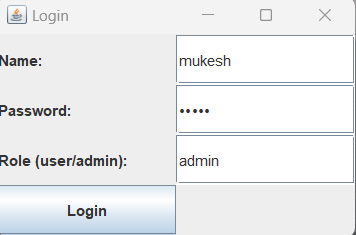 Login
Name: mukesh
Password: •••••
Role (user/admin): admin
Login